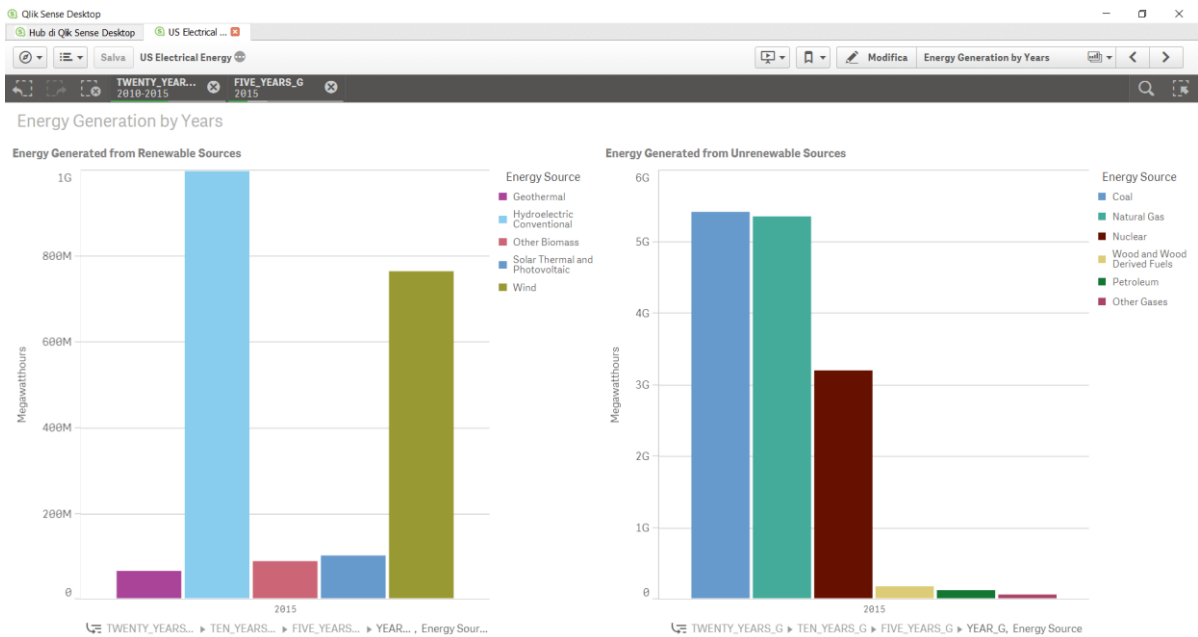 Qlik Sense Desktop
Hub di Qlik Sense Desktop
US Electrical ...
Salva
US Electrical Energy
Modifica
Energy Generation by Years
TWENTY_YEAR...
2010-2015
FIVE_YEARS_G
2015
Energy Generation by Years
Energy Generated from Renewable Sources
1G
800M
600M
400M
200M
0
Megawatthours
2015
TWENTY_YEARS... ▸ TEN_YEARS... ▸ FIVE_YEARS... ▸ YEAR... , Energy Sour...
Energy Source
Geothermal
Hydroelectric
Conventional
Other Biomass
Solar Thermal and
Photovoltaic
Wind
Energy Generated from Unrenewable Sources
6G
5G
4G
3G
2G
1G
0
Megawatthours
2015
TWENTY_YEARS_G ▸ TEN_YEARS_G ▸ FIVE_YEARS_G ▸ YEAR_G, Energy Source
Energy Source
Coal
Natural Gas
Nuclear
Wood and Wood
Derived Fuels
Petroleum
Other Gases